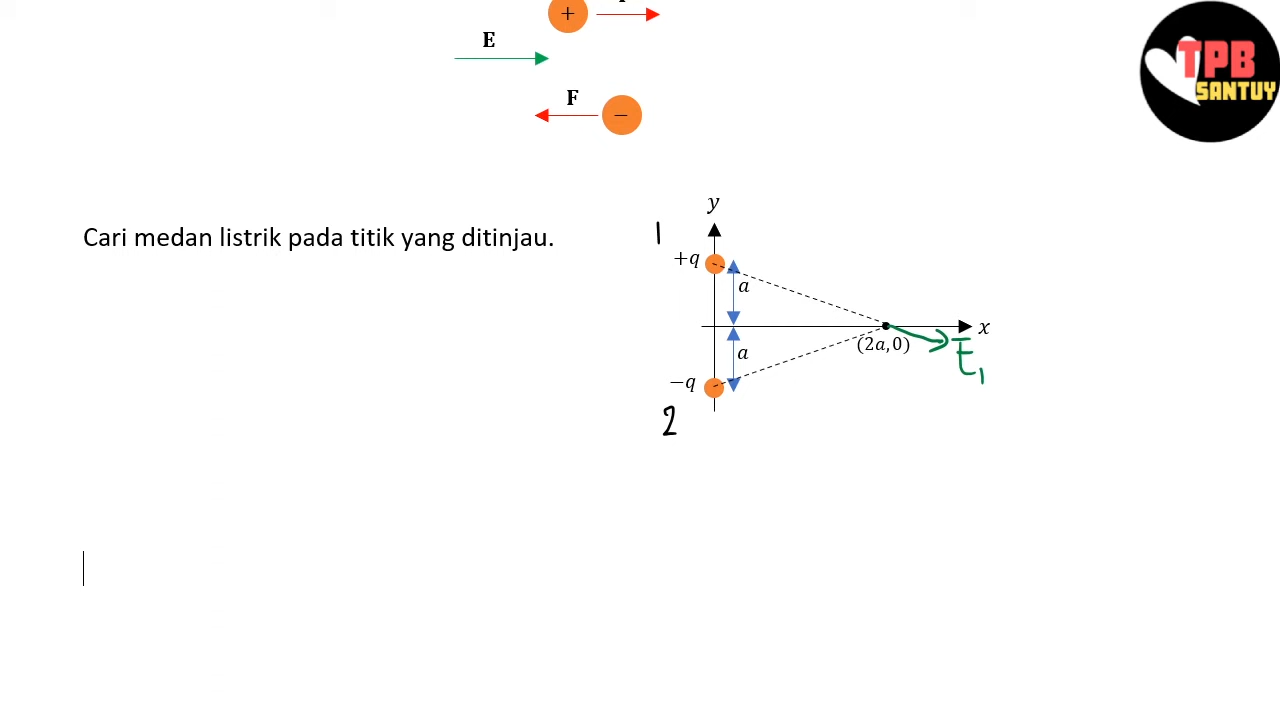 +
E
F
−
TPB
SANTUY
Cari medan listrik pada titik yang ditinjau.
y
1
+q
a
x
(2a, 0)
E₁
a
−q
2